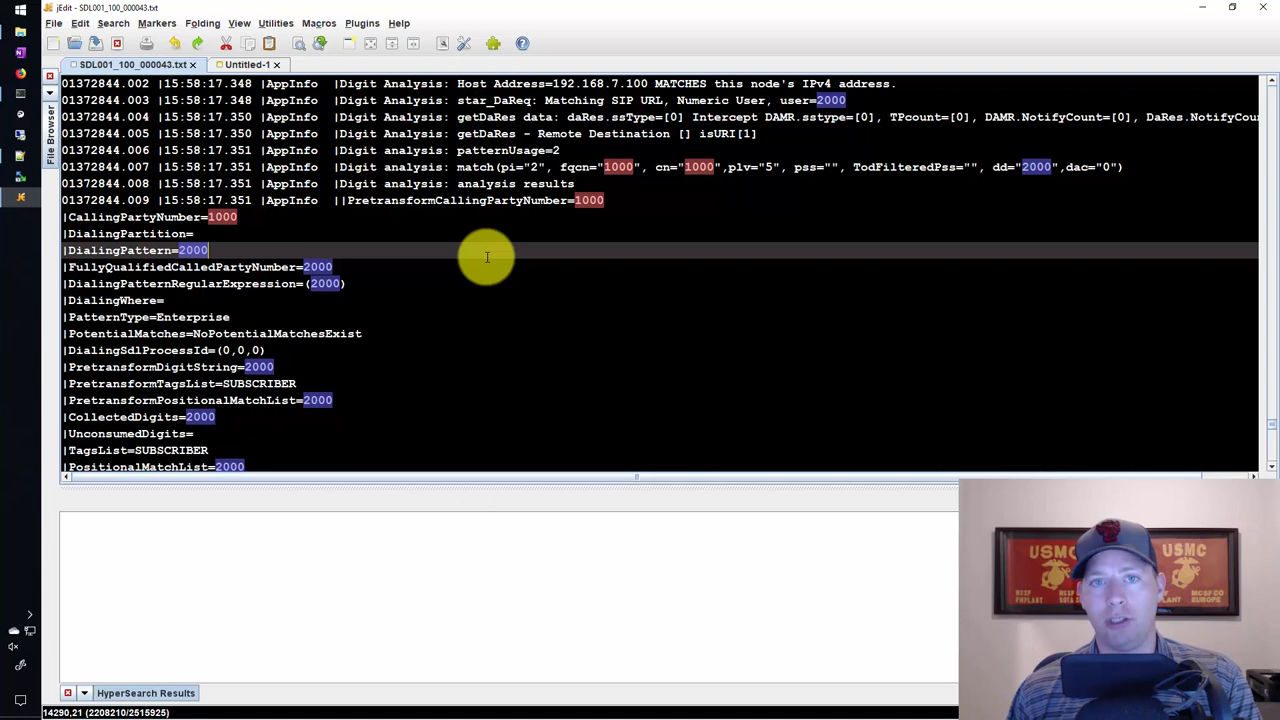 jEdit - SDL001_100_000043.txt
File Edit Search Markers Folding View Utilities Macros Plugins Help
SDL001_100_000043.txt Untitled-1
01372844.002 |15:58:17.348 |AppInfo |Digit Analysis: Host Address=192.168.7.100 MATCHES this node's IPv4 address.
01372844.003 |15:58:17.348 |AppInfo |Digit Analysis: star_DaReq: Matching SIP URL, Numeric User, user=2000
01372844.004 |15:58:17.350 |AppInfo |Digit Analysis: getDaRes data: daRes.ssType=[0] Intercept DAMR.sstype=[0], TPcount=[0], DAMR.NotifyCount=[0], DaRes.NotifyCou
01372844.005 |15:58:17.350 |AppInfo |Digit Analysis: getDaRes - Remote Destination [] isURI[1]
01372844.006 |15:58:17.351 |AppInfo |Digit analysis: patternUsage=2
01372844.007 |15:58:17.351 |AppInfo |Digit analysis: match(pi="2", fqcn="1000", cn="1000",plv="5", pss="", TodFilteredPss="", dd="2000",dac="0")
01372844.008 |15:58:17.351 |AppInfo |Digit analysis: analysis results
01372844.009 |15:58:17.351 |AppInfo ||PretransformCallingPartyNumber=1000
|CallingPartyNumber=1000
|DialingPartition=
|DialingPattern=2000
|FullyQualifiedCalledPartyNumber=2000
|DialingPatternRegularExpression=(2000)
|DialingWhere=
|PatternType=Enterprise
|PotentialMatches=NoPotentialMatchesExist
|DialingSdlProcessId=(0,0,0)
|PretransformDigitString=2000
|PretransformTagsList=SUBSCRIBER
|PretransformPositionalMatchList=2000
|CollectedDigits=2000
|UnconsumedDigits=
|TagsList=SUBSCRIBER
|PositionalMatchList=2000
File Browser
HyperSearch Results
14290,21 (2208210/2515925)
USMC
USMC
MCSFCO
EUROPE